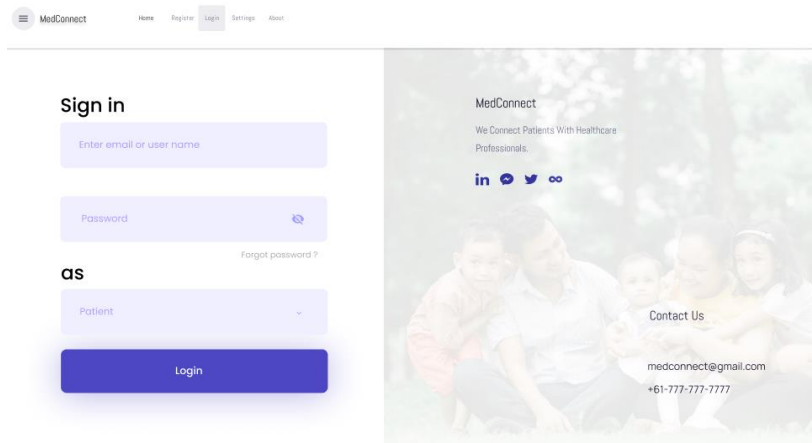 MedConnect
Home Register Login Settings About
Sign in
Enter email or user name
Password
Forgot password ?
as
Patient
Login
MedConnect
We Connect Patients With Healthcare
Professionals.
Contact Us
medconnect@gmail.com
+61-777-777-7777